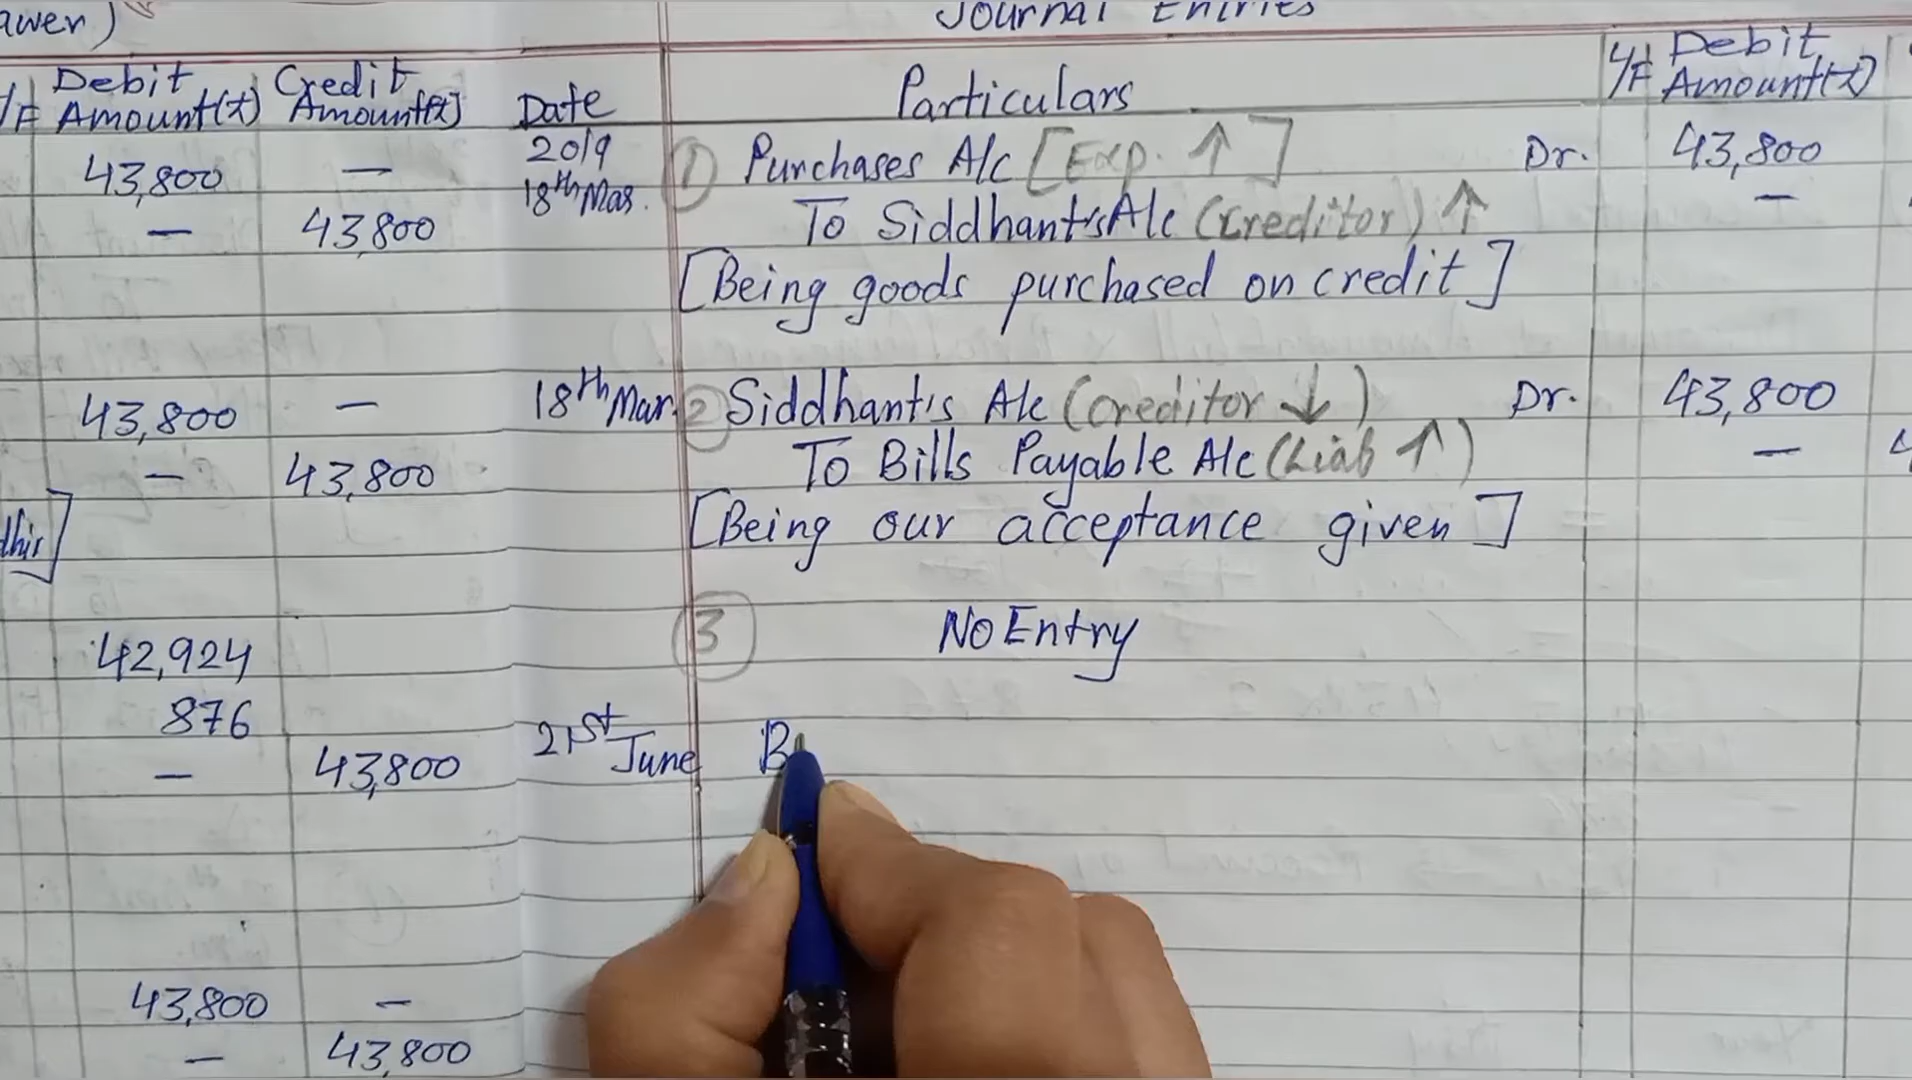 Journal Entries
Debit Amount(₹) Credit Amount(₹) Date Particulars L/F Debit Amount(₹)
43,800 — 2019 ① Purchases A/c [Exp. ↑] Dr. 43,800
— 43,800 18th Mar. To Siddhant's A/c (Creditor) ↑ —
[Being goods purchased on credit]
43,800 — 18th Mar. ② Siddhant's A/c (Creditor ↓) Dr. 43,800
— 43,800 To Bills Payable A/c (Liab ↑) —
[Being our acceptance given]
③ No Entry
42,924
876 21st June B
— 43,800
43,800 —
— 43,800